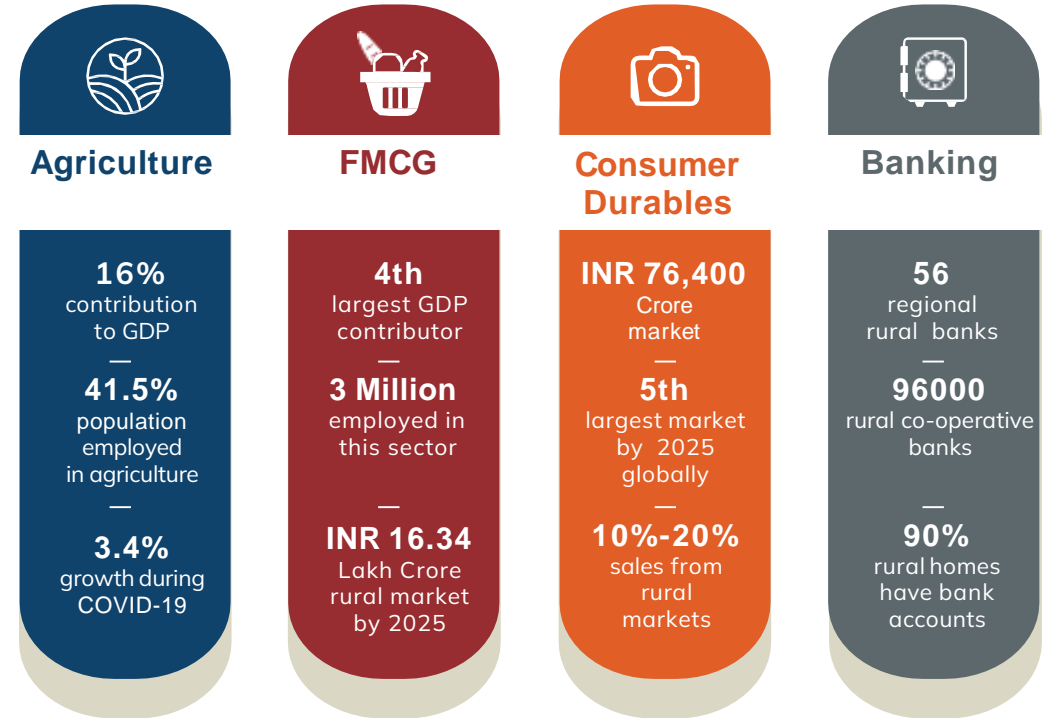 Agriculture
16%
contribution
to GDP
41.5%
population
employed
in agriculture
3.4%
growth during
COVID-19
FMCG
4th
largest GDP
contributor
3 Million
employed in
this sector
INR 16.34
Lakh Crore
rural market
by 2025
Consumer
Durables
INR 76,400
Crore
market
5th
largest market
by 2025
globally
10%-20%
sales from
rural
markets
Banking
56
regional
rural banks
96000
rural co-operative
banks
90%
rural homes
have bank
accounts